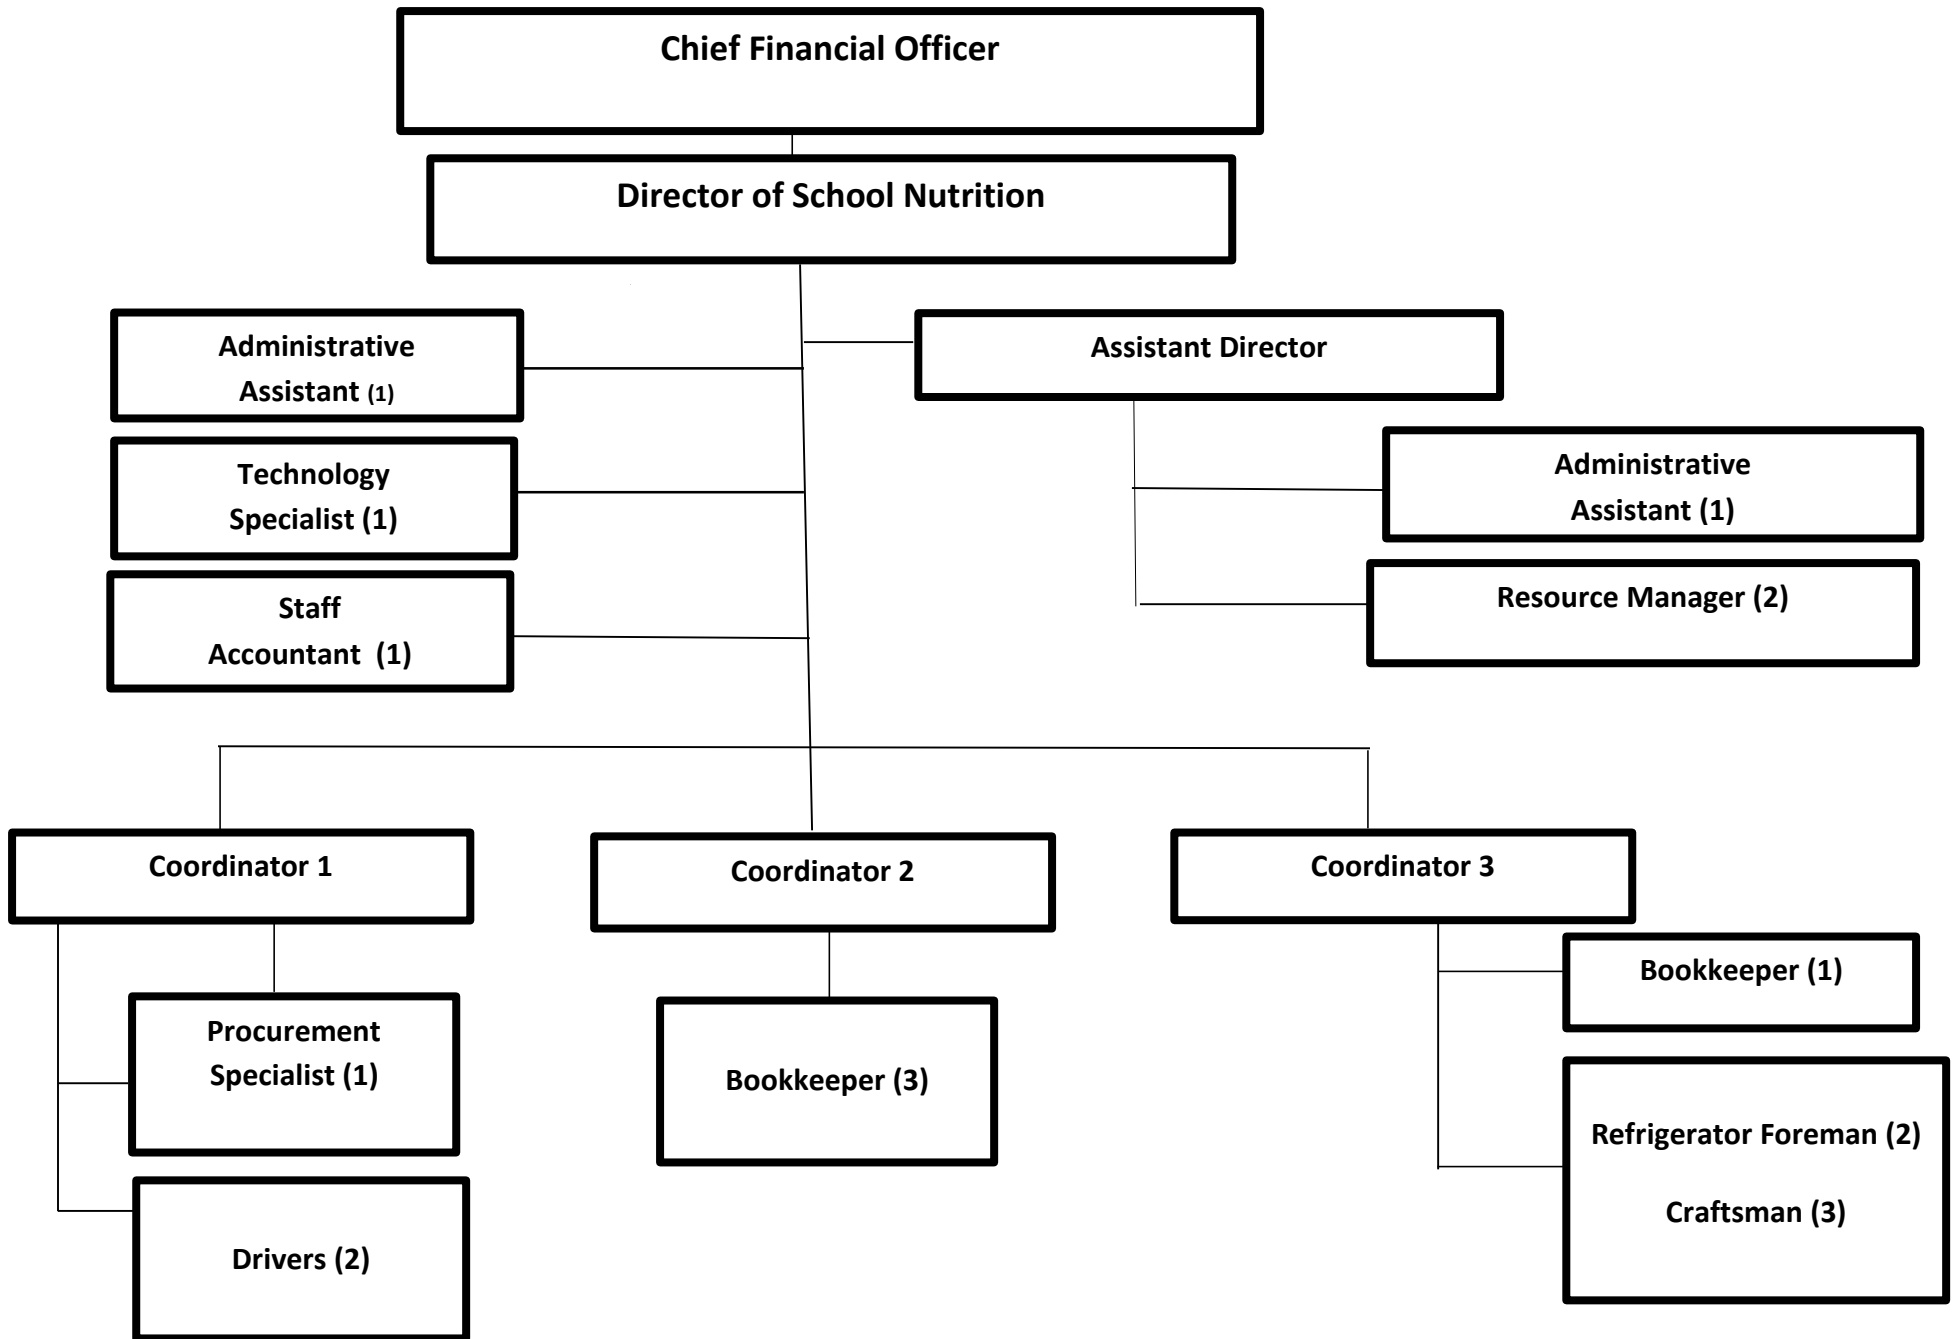 Chief Financial Officer
Director of School Nutrition
Administrative
Assistant (1)
Assistant Director
Technology
Specialist (1)
Administrative
Assistant (1)
Staff
Accountant (1)
Resource Manager (2)
Coordinator 1
Coordinator 2
Coordinator 3
Procurement
Specialist (1)
Drivers (2)
Bookkeeper (3)
Bookkeeper (1)
Refrigerator Foreman (2)
Craftsman (3)